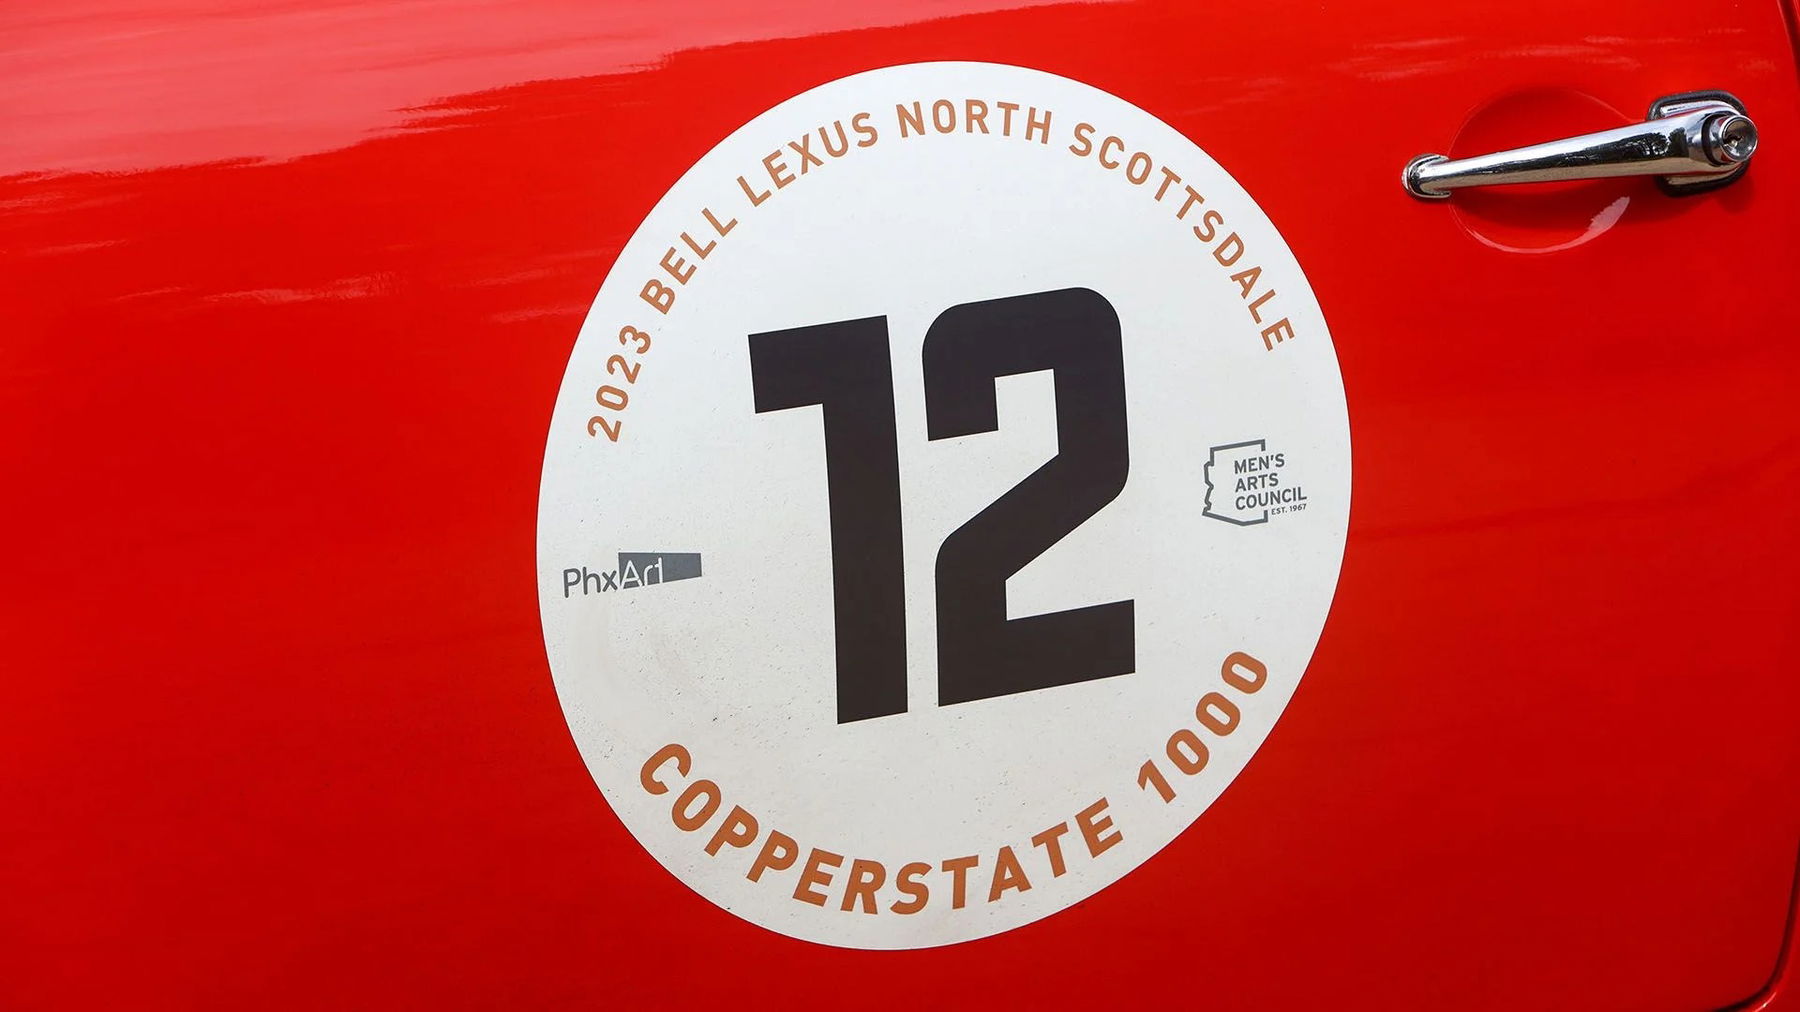 2023 BELL LEXUS NORTH SCOTTSDALE
12
MEN'S
ARTS
COUNCIL
EST. 1967
PhxArt
COPPERSTATE 1000